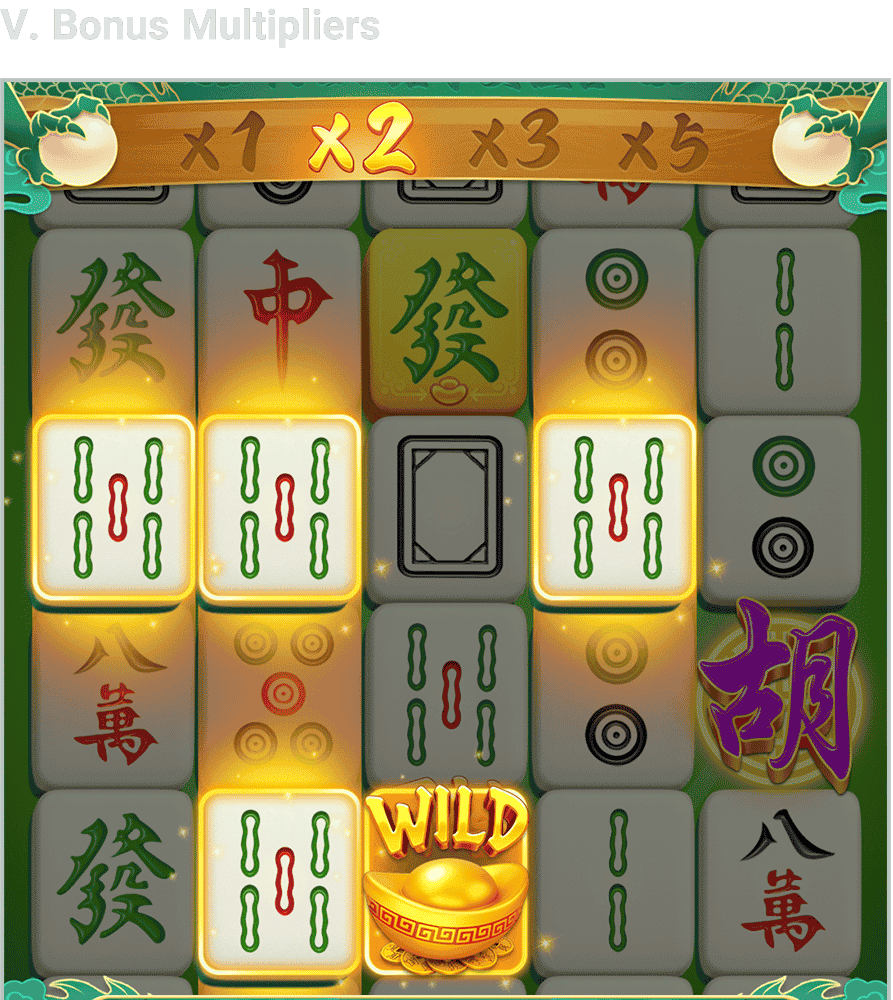 V. Bonus Multipliers
x1 x2 x3 x5
發 中 發
八 萬 胡
WILD
發 八 萬